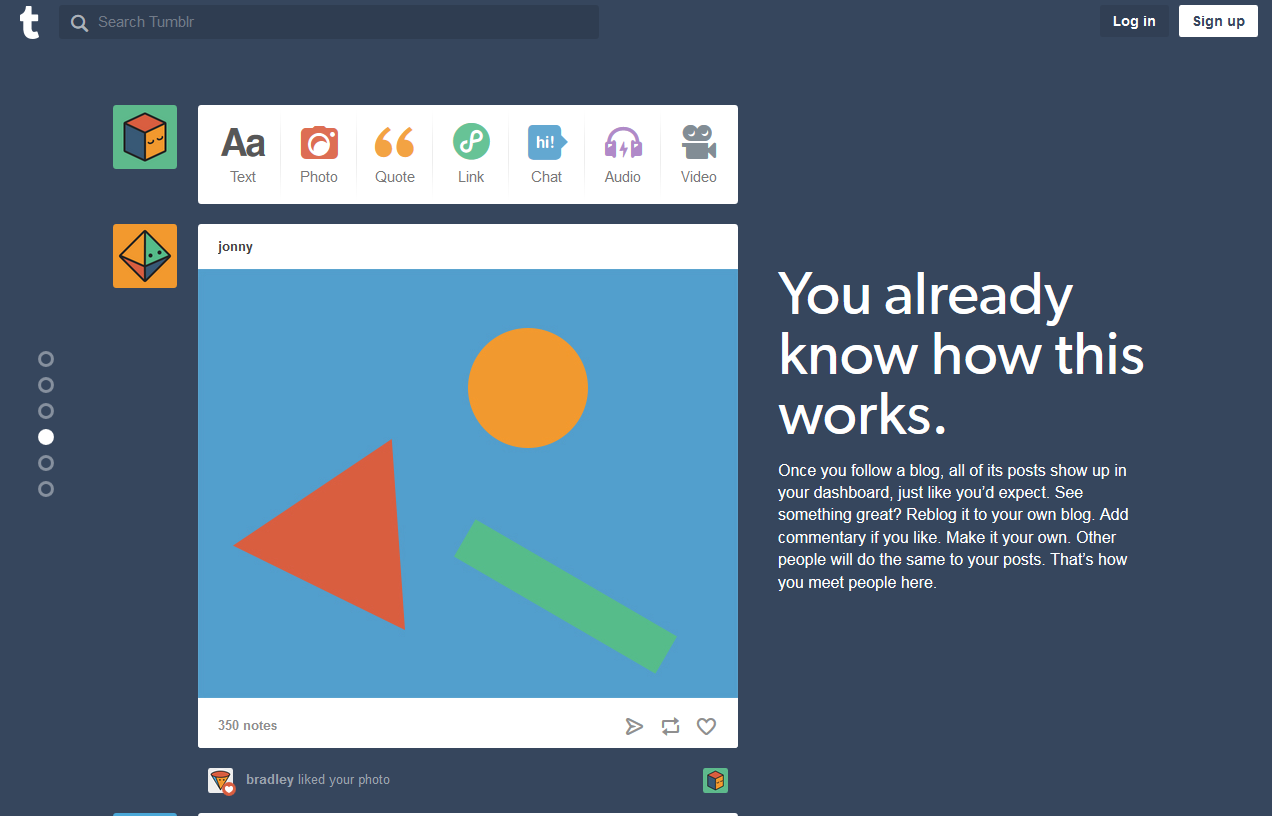 t
Search Tumblr
Log in
Sign up
Aa
hi!
Text
Photo
Quote
Link
Chat
Audio
Video
jonny
You already
know how this
works.
Once you follow a blog, all of its posts show up in
your dashboard, just like you’d expect. See
something great? Reblog it to your own blog. Add
commentary if you like. Make it your own. Other
people will do the same to your posts. That’s how
you meet people here.
350 notes
bradley liked your photo